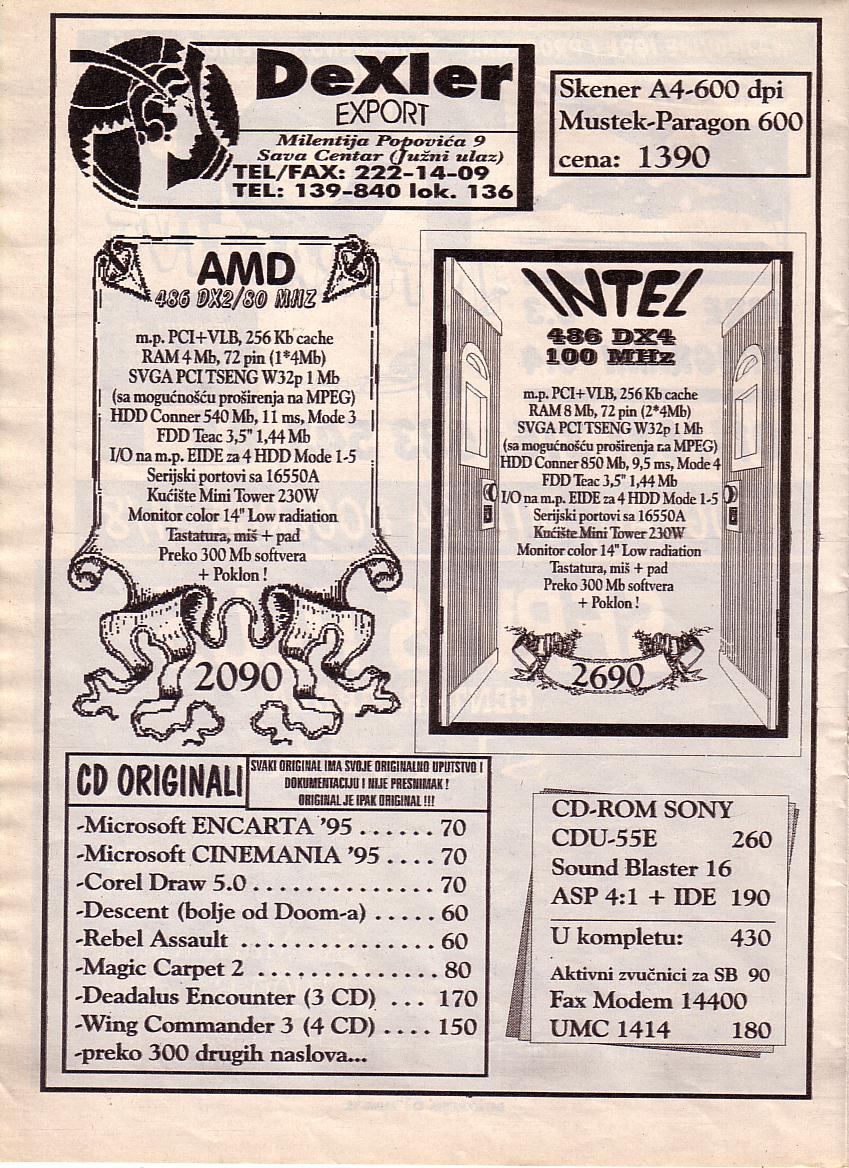 DeXler
EXPORT
Milentija Popovića 9
Sava Centar (Južni ulaz)
TEL/FAX: 222-14-09
TEL: 139-840 lok. 136
Skener A4-600 dpi
Mustek-Paragon 600
cena: 1390
AMD
486 DX2/80 MHZ
m.p. PCI+VLB, 256 Kb cache
RAM 4 Mb, 72 pin (1*4Mb)
SVGA PCI TSENG W32p 1 Mb
(sa mogućnošću proširenja na MPEG)
HDD Conner 540 Mb, 11 ms, Mode 3
FDD Teac 3,5" 1,44 Mb
I/O na m.p. EIDE za 4 HDD Mode 1-5
Serijski portovi sa 16550A
Kućište Mini Tower 230W
Monitor color 14" Low radiation
Tastatura, miš + pad
Preko 300 Mb softvera
+ Poklon !
2090
INTEL
486 DX4
100 MHz
m.p. PCI+VLB, 256 Kb cache
RAM 8 Mb, 72 pin (2*4Mb)
SVGA PCI TSENG W32p 1 Mb
(sa mogućnošću proširenja na MPEG)
HDD Conner 850 Mb, 9,5 ms, Mode 4
FDD Teac 3,5" 1,44 Mb
I/O na m.p. EIDE za 4 HDD Mode 1-5
Serijski portovi sa 16550A
Kućište Mini Tower 230W
Monitor color 14" Low radiation
Tastatura, miš + pad
Preko 300 Mb softvera
+ Poklon !
2690
CD ORIGINALI
SVAKI ORIGINAL IMA SVOJE ORIGINALNO UPUTSTVO I
DOKUMENTACIJU I NIJE PRESNIMAK !
ORIGINAL JE IPAK ORIGINAL !!!
-Microsoft ENCARTA '95 ...... 70
-Microsoft CINEMANIA '95 .... 70
-Corel Draw 5.0 .............. 70
-Descent (bolje od Doom-a) ..... 60
-Rebel Assault ............... 60
-Magic Carpet 2 .............. 80
-Deadalus Encounter (3 CD) ... 170
-Wing Commander 3 (4 CD) .... 150
-preko 300 drugih naslova...
CD-ROM SONY
CDU-55E 260
Sound Blaster 16
ASP 4:1 + IDE 190
U kompletu: 430
Aktivni zvučnici za SB 90
Fax Modem 14400
UMC 1414 180